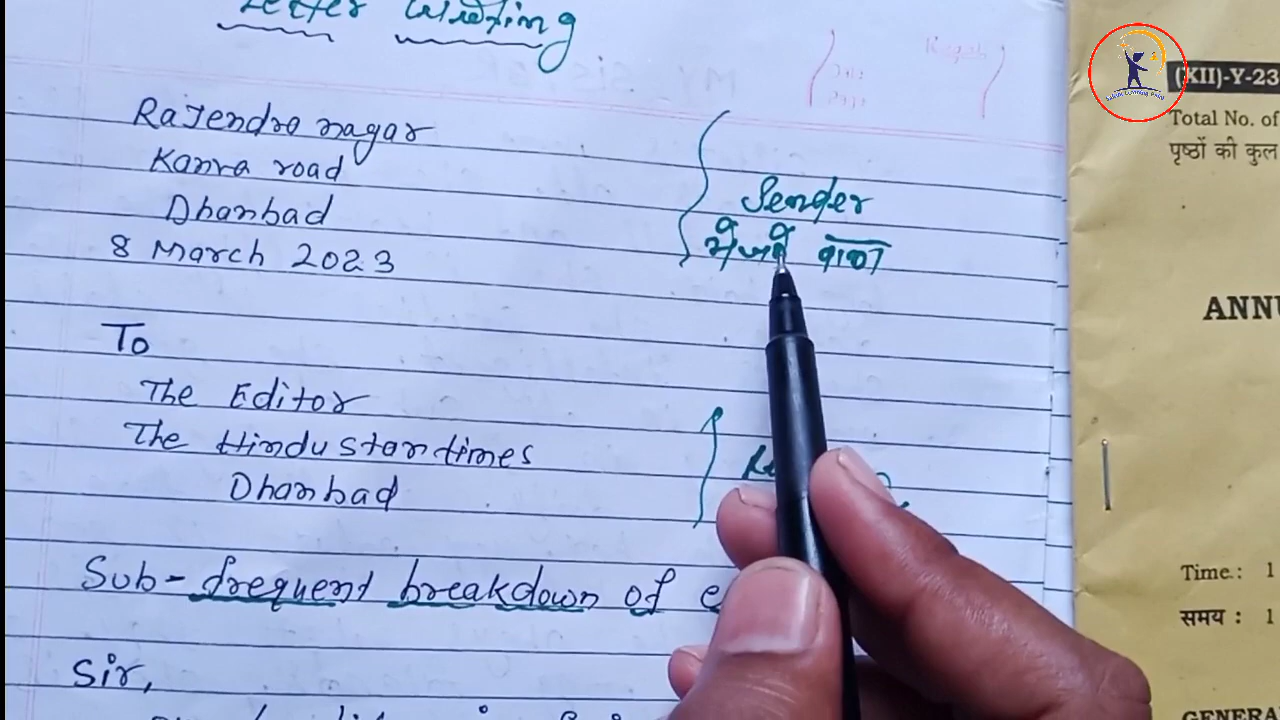 Letter Writing
Rajendra nagar
Kanra road
Dhanbad
8 March 2023
Sender
भेजने वाला
To
The Editor
The Hindustan times
Dhanbad
Sub- frequent breakdown of
Sir,
(XII)-Y-23
Total No. of
पृष्ठों की कुल
ANNU
Time.: 1
समय : 1
GENERA